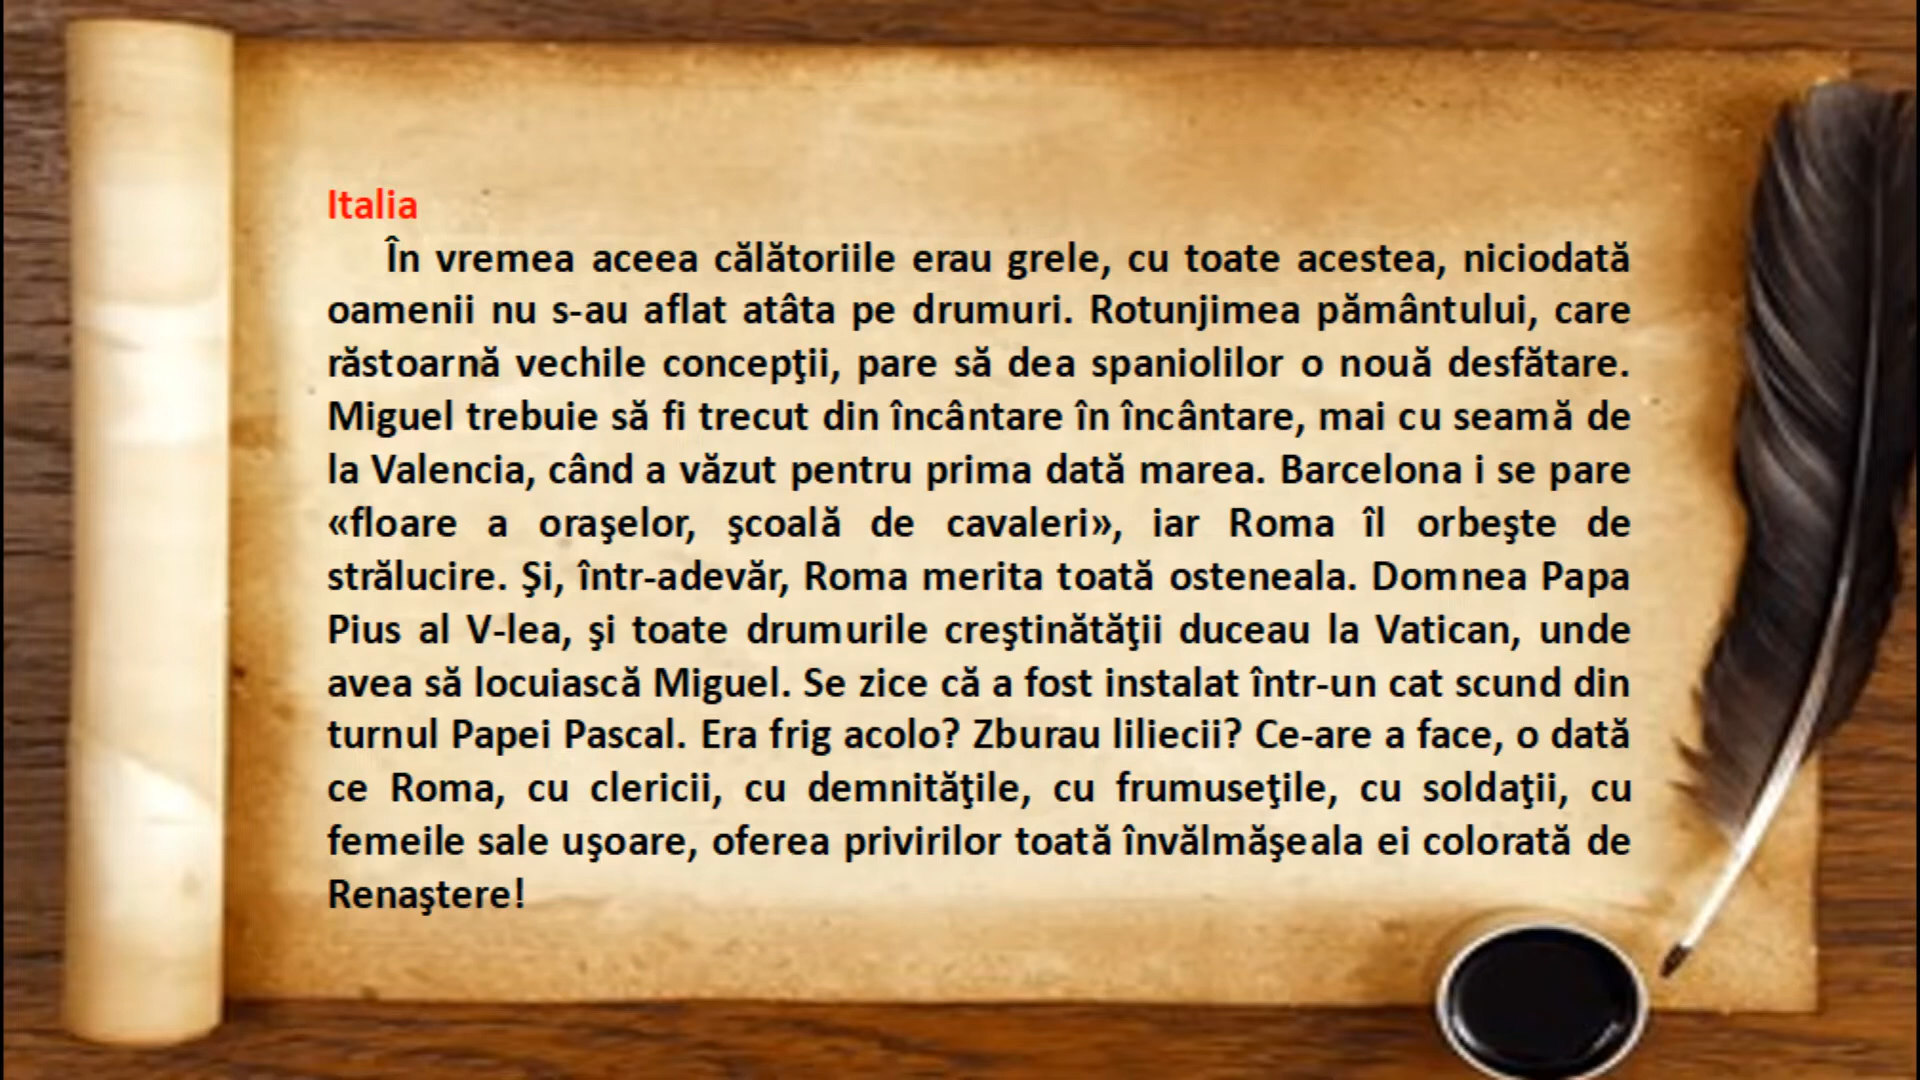 Italia
În vremea aceea călătoriile erau grele, cu toate acestea, niciodată
oamenii nu s-au aflat atâta pe drumuri. Rotunjimea pământului, care
răstoarnă vechile concepţii, pare să dea spaniolilor o nouă desfătare.
Miguel trebuie să fi trecut din încântare în încântare, mai cu seamă de
la Valencia, când a văzut pentru prima dată marea. Barcelona i se pare
«floare a oraşelor, şcoală de cavaleri», iar Roma îl orbeşte de
strălucire. Şi, într-adevăr, Roma merita toată osteneala. Domnea Papa
Pius al V-lea, şi toate drumurile creştinătăţii duceau la Vatican, unde
avea să locuiască Miguel. Se zice că a fost instalat într-un cat scund din
turnul Papei Pascal. Era frig acolo? Zburau liliecii? Ce-are a face, o dată
ce Roma, cu clericii, cu demnităţile, cu frumuseţile, cu soldaţii, cu
femeile sale uşoare, oferea privirilor toată învălmăşeala ei colorată de
Renaştere!